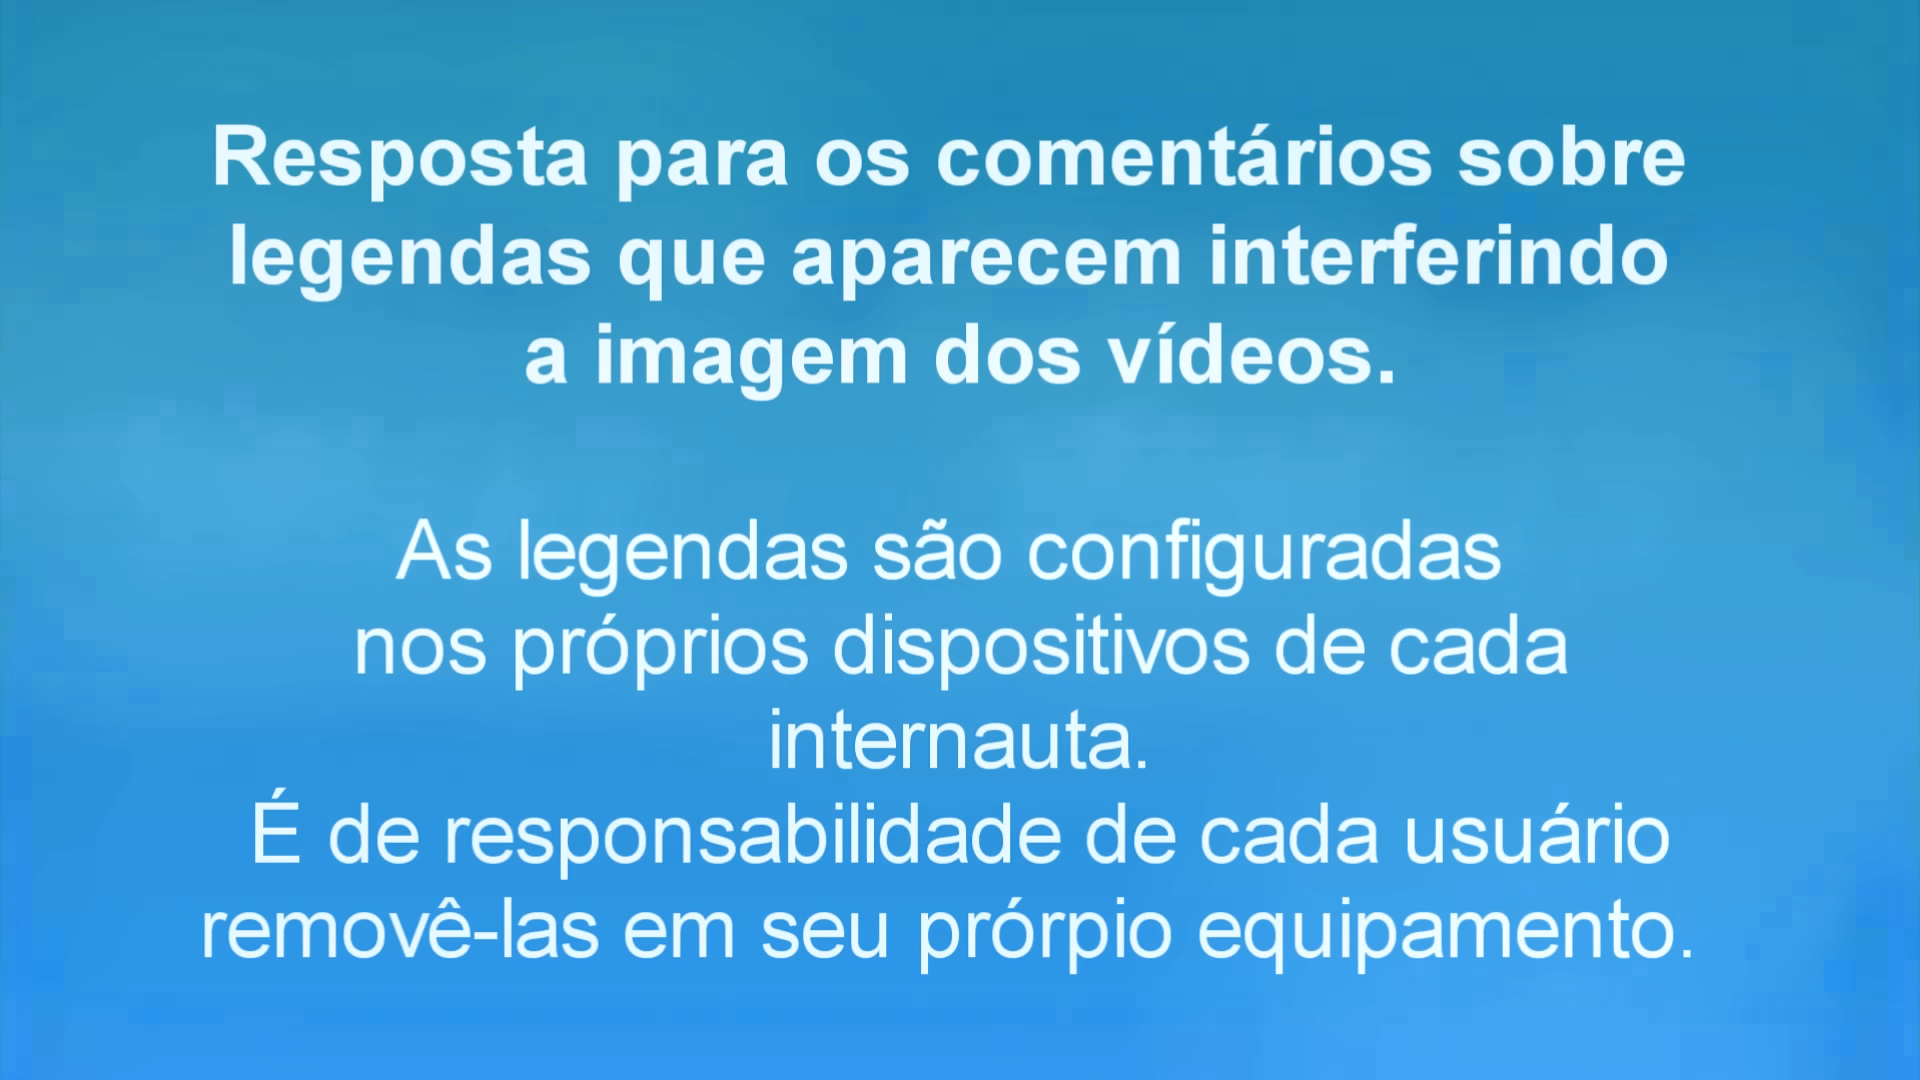 Resposta para os comentários sobre
legendas que aparecem interferindo
a imagem dos vídeos.
As legendas são configuradas
nos próprios dispositivos de cada
internauta.
É de responsabilidade de cada usuário
removê-las em seu prórpio equipamento.